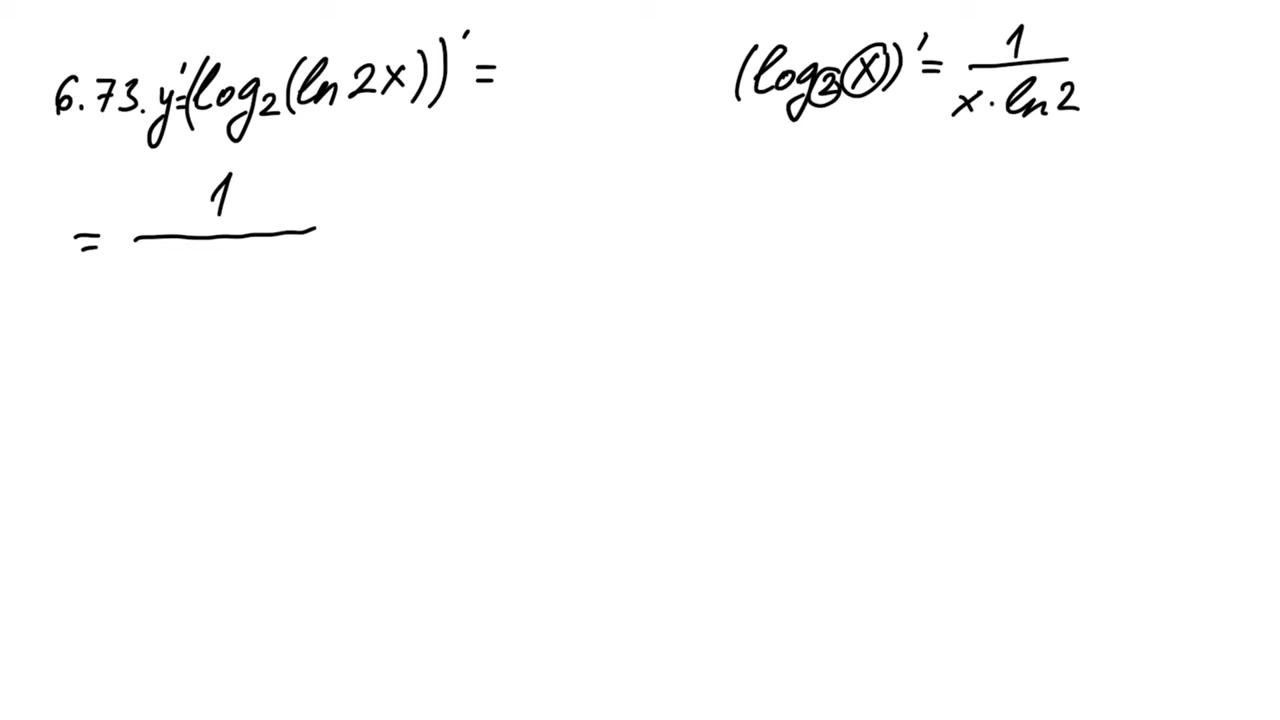 6.73. y'=(log₂(ln 2x))' =
= 1/
(log₂(x))' = 1/(x · ln 2)